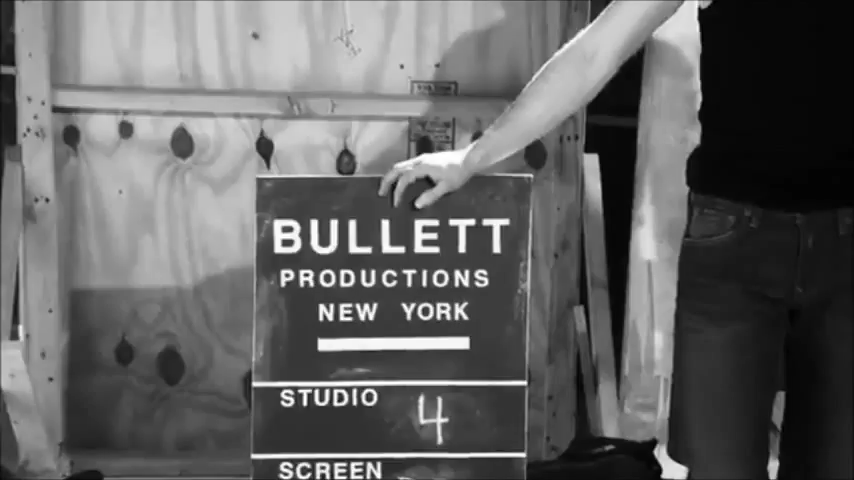 BULLETT
PRODUCTIONS
NEW YORK
STUDIO 4
SCREEN